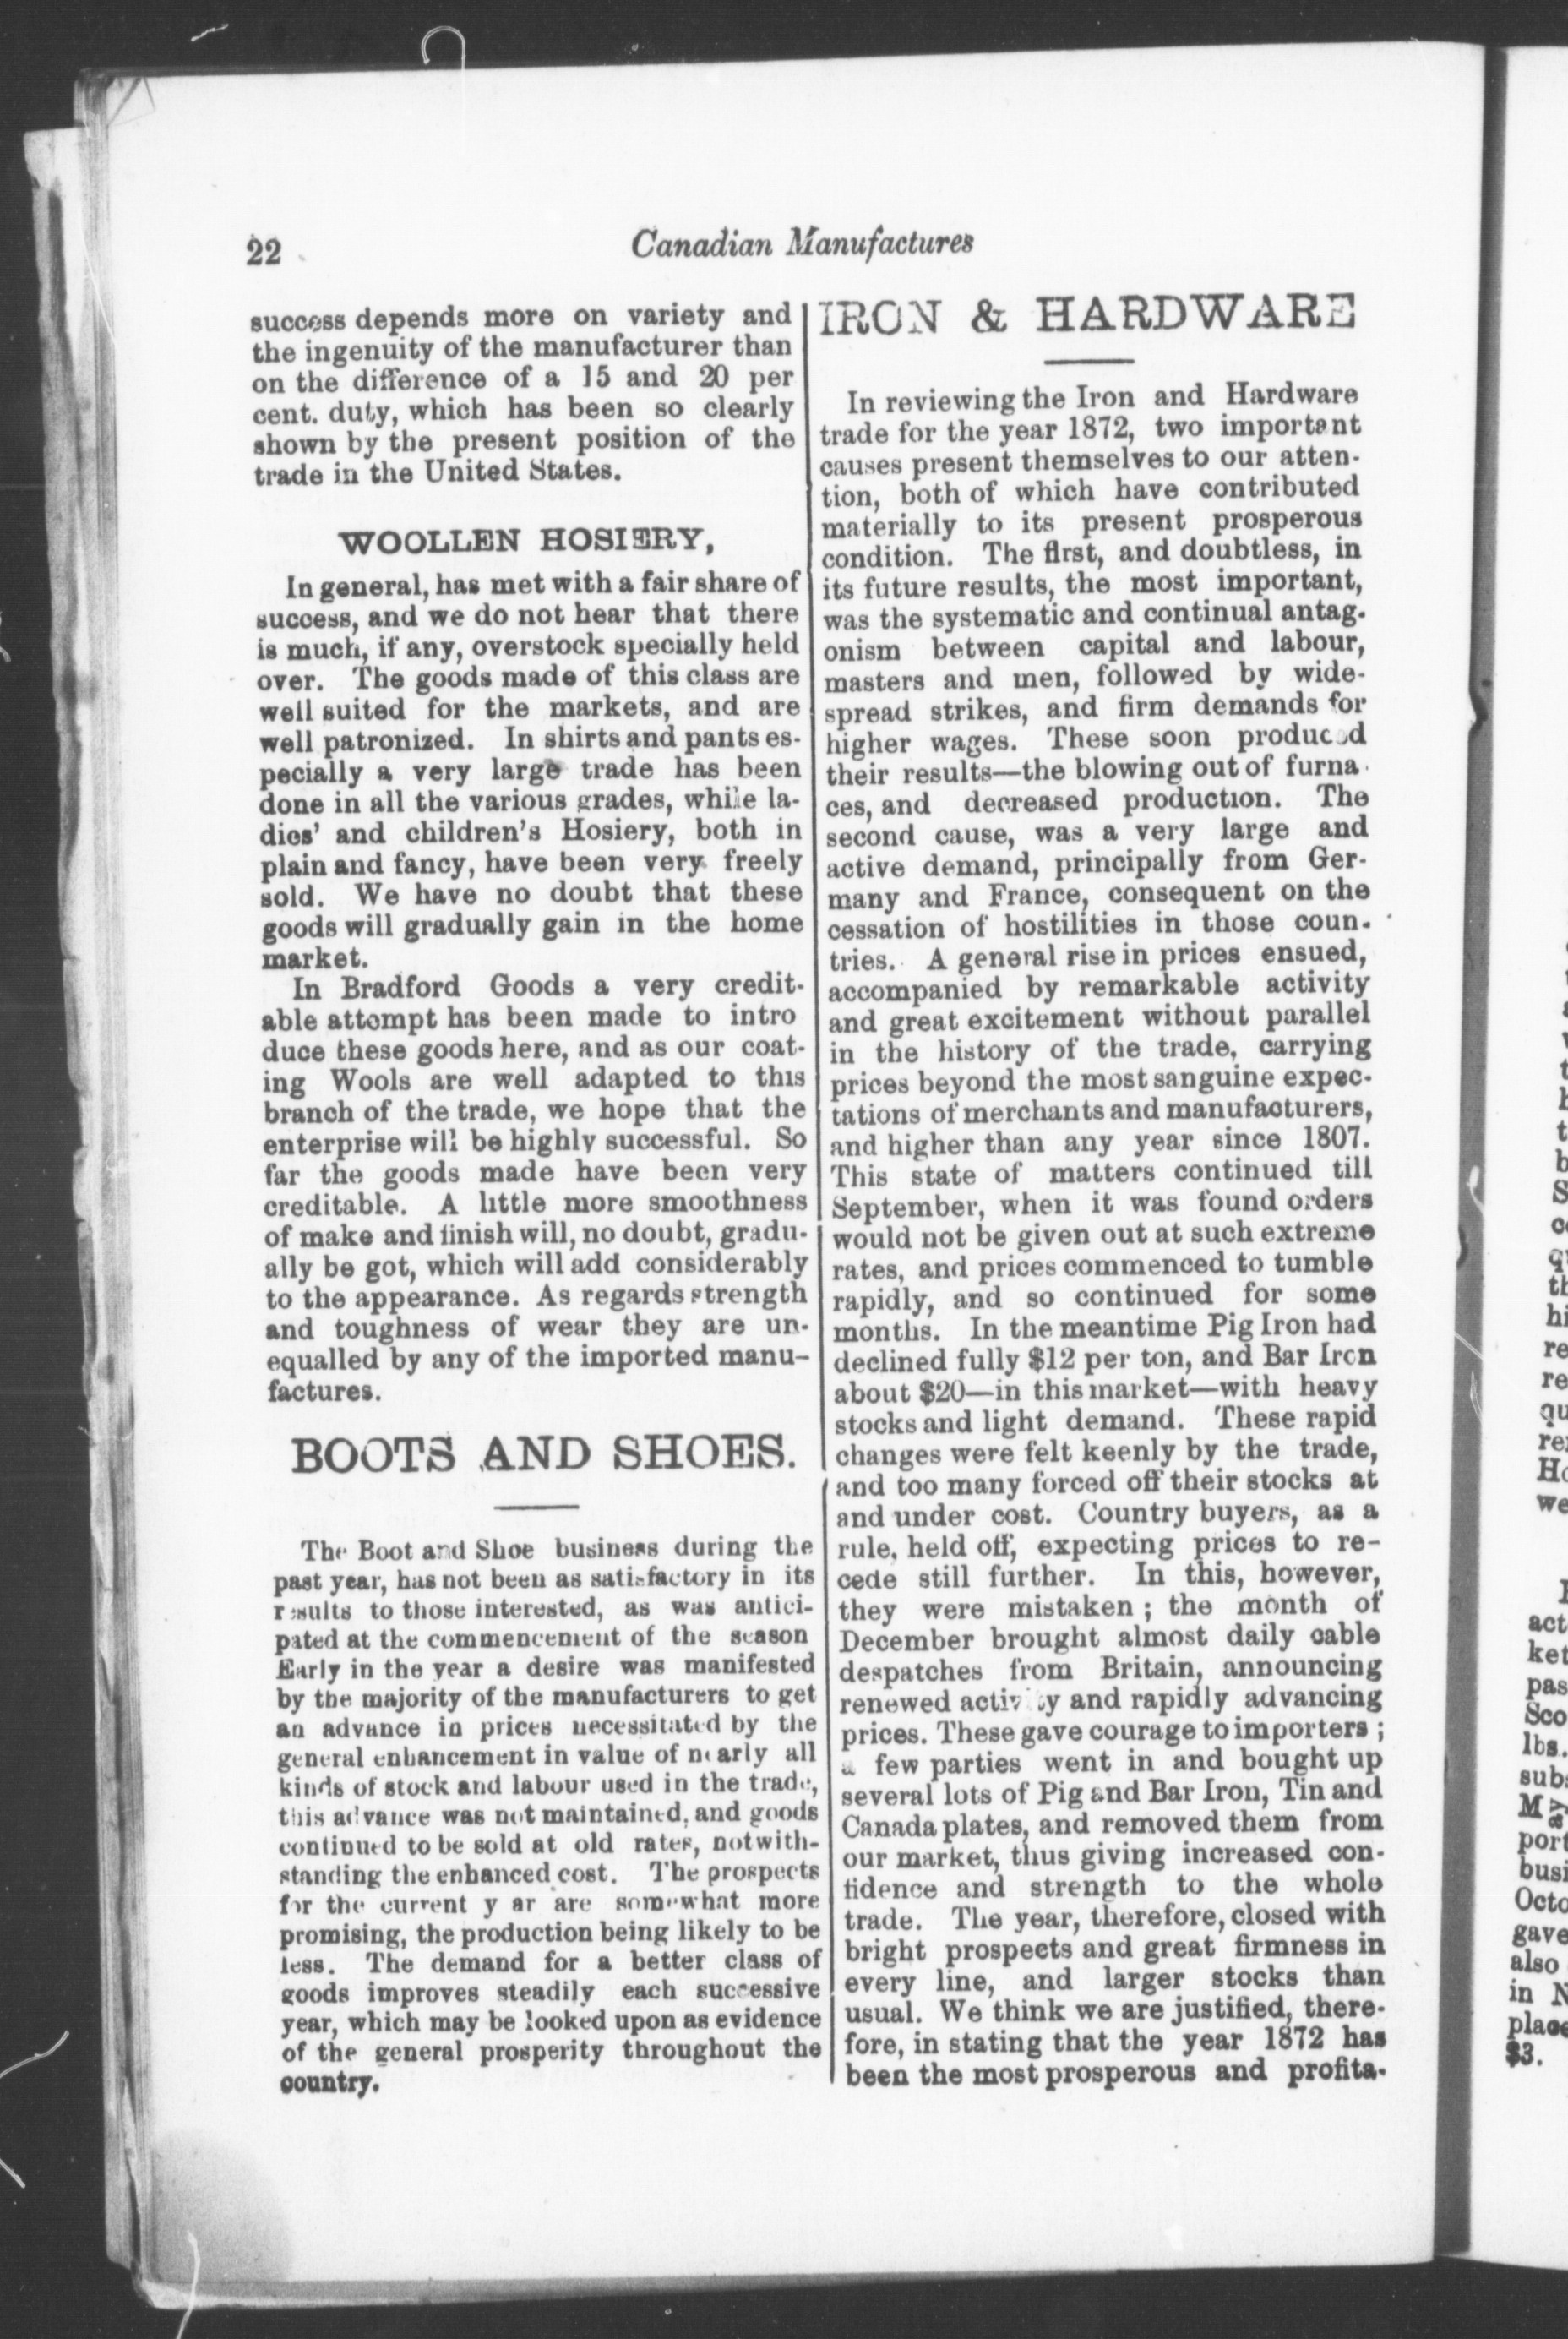 22
Canadian Manufactures
success depends more on variety and
the ingenuity of the manufacturer than
on the difference of a 15 and 20 per
cent. duty, which has been so clearly
shown by the present position of the
trade in the United States.
WOOLLEN HOSIERY,
In general, has met with a fair share of
success, and we do not hear that there
is much, if any, overstock specially held
over. The goods made of this class are
well suited for the markets, and are
well patronized. In shirts and pants es-
pecially a very large trade has been
done in all the various grades, while la-
dies' and children's Hosiery, both in
plain and fancy, have been very freely
sold. We have no doubt that these
goods will gradually gain in the home
market.
In Bradford Goods a very credit-
able attempt has been made to intro
duce these goods here, and as our coat-
ing Wools are well adapted to this
branch of the trade, we hope that the
enterprise will be highly successful. So
far the goods made have been very
creditable. A little more smoothness
of make and finish will, no doubt, gradu-
ally be got, which will add considerably
to the appearance. As regards strength
and toughness of wear they are un-
equalled by any of the imported manu-
factures.
BOOTS AND SHOES.
The Boot and Shoe business during the
past year, has not been as satisfactory in its
results to those interested, as was antici-
pated at the commencement of the season
Early in the year a desire was manifested
by the majority of the manufacturers to get
an advance in prices necessitated by the
general enhancement in value of nearly all
kinds of stock and labour used in the trade,
this advance was not maintained, and goods
continued to be sold at old rates, notwith-
standing the enhanced cost. The prospects
for the current y ar are somewhat more
promising, the production being likely to be
less. The demand for a better class of
goods improves steadily each successive
year, which may be looked upon as evidence
of the general prosperity throughout the
country.
IRON & HARDWARE
In reviewing the Iron and Hardware
trade for the year 1872, two important
causes present themselves to our atten-
tion, both of which have contributed
materially to its present prosperous
condition. The first, and doubtless, in
its future results, the most important,
was the systematic and continual antag-
onism between capital and labour,
masters and men, followed by wide-
spread strikes, and firm demands for
higher wages. These soon produced
their results—the blowing out of furna-
ces, and decreased production. The
second cause, was a very large and
active demand, principally from Ger-
many and France, consequent on the
cessation of hostilities in those coun-
tries. A general rise in prices ensued,
accompanied by remarkable activity
and great excitement without parallel
in the history of the trade, carrying
prices beyond the most sanguine expec-
tations of merchants and manufacturers,
and higher than any year since 1807.
This state of matters continued till
September, when it was found orders
would not be given out at such extreme
rates, and prices commenced to tumble
rapidly, and so continued for some
months. In the meantime Pig Iron had
declined fully $12 per ton, and Bar Iron
about $20—in this market—with heavy
stocks and light demand. These rapid
changes were felt keenly by the trade,
and too many forced off their stocks at
and under cost. Country buyers, as a
rule, held off, expecting prices to re-
cede still further. In this, however,
they were mistaken ; the month of
December brought almost daily cable
despatches from Britain, announcing
renewed activity and rapidly advancing
prices. These gave courage to importers ;
a few parties went in and bought up
several lots of Pig and Bar Iron, Tin and
Canada plates, and removed them from
our market, thus giving increased con-
fidence and strength to the whole
trade. The year, therefore, closed with
bright prospects and great firmness in
every line, and larger stocks than
usual. We think we are justified, there-
fore, in stating that the year 1872 has
been the most prosperous and profita-